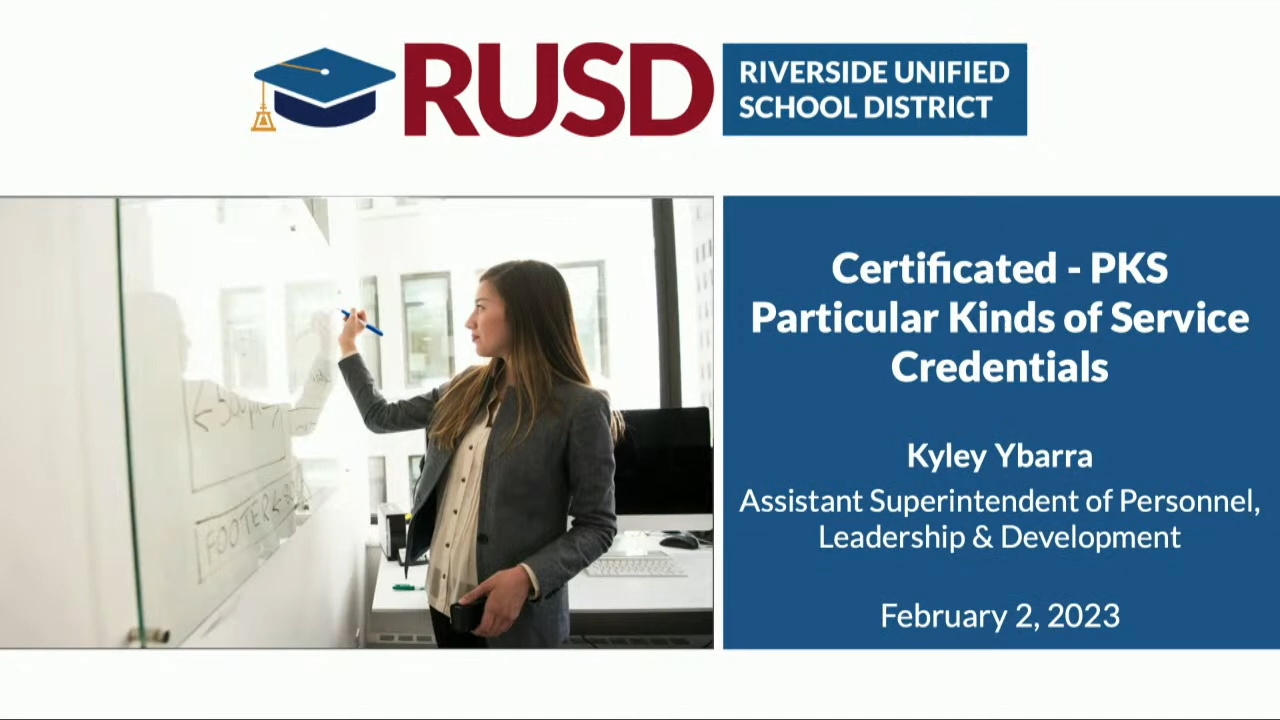 RUSD
RIVERSIDE UNIFIED
SCHOOL DISTRICT
Certificated - PKS
Particular Kinds of Service
Credentials
Kyley Ybarra
Assistant Superintendent of Personnel,
Leadership & Development
February 2, 2023
FOOTER